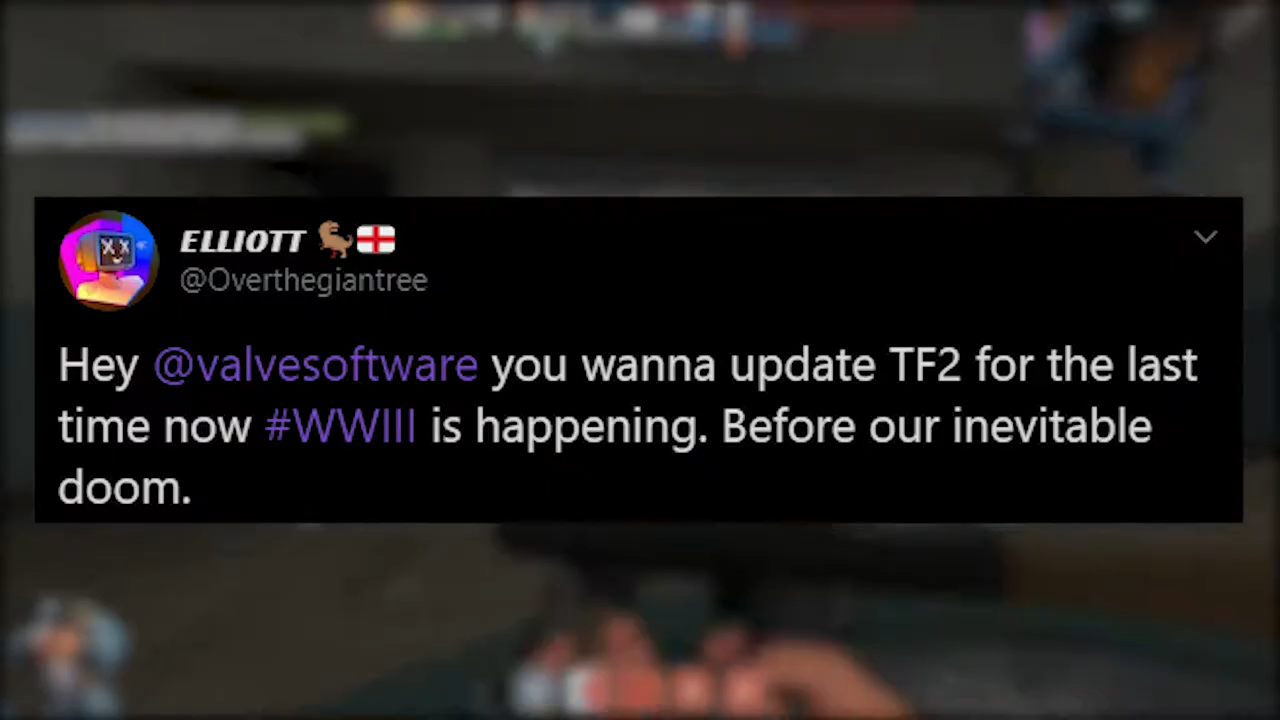 ELLIOTT 🦖🏴󠁧󠁢󠁥󠁮󠁧󠁿
@Overthegiantree
Hey @valvesoftware you wanna update TF2 for the last
time now #WWIII is happening. Before our inevitable
doom.